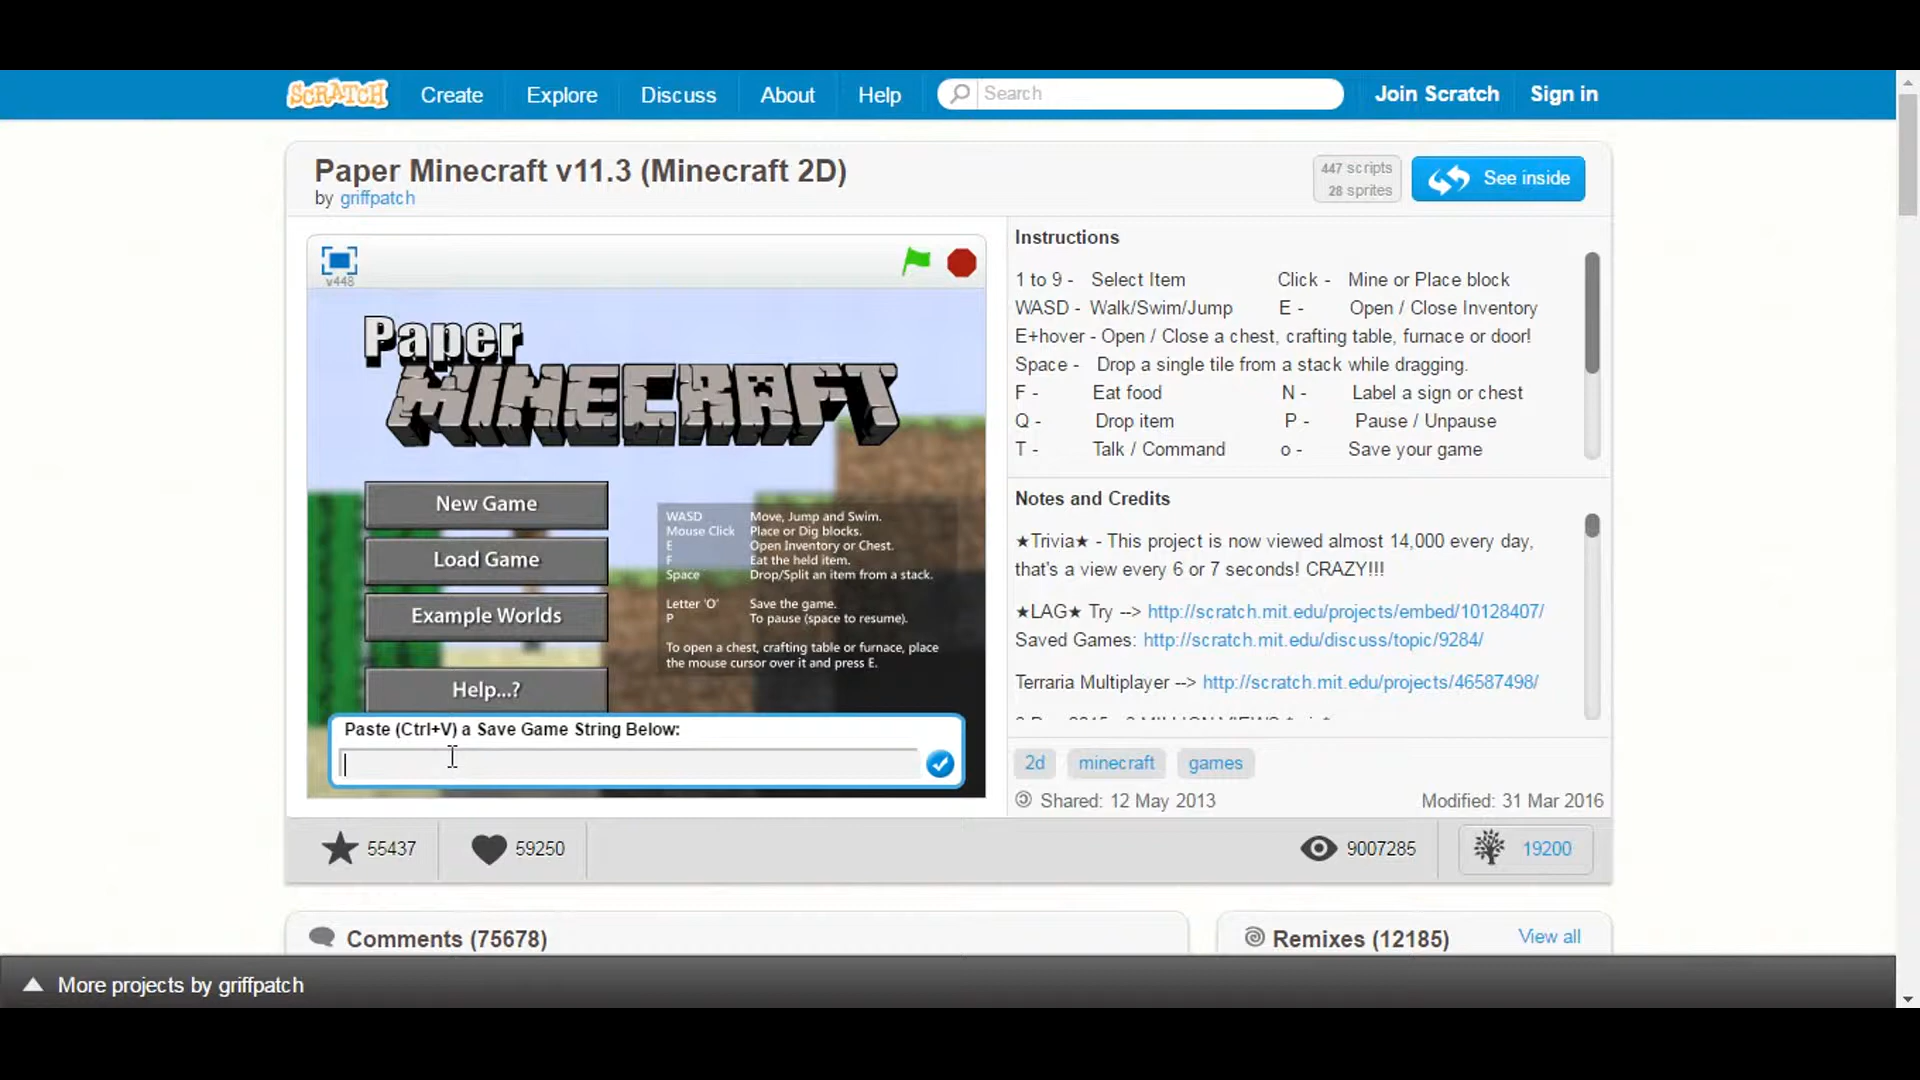 SCRATCH Create Explore Discuss About Help Search Join Scratch Sign in
Paper Minecraft v11.3 (Minecraft 2D)
by griffpatch
447 scripts
28 sprites
See inside
v448
Paper
MINECRAFT
New Game
Load Game
Example Worlds
Help...?
WASD Move, Jump and Swim.
Mouse Click Place or Dig blocks.
E Open Inventory or Chest.
F Eat the held item.
Space Drop/Split an item from a stack.
Letter 'O' Save the game.
P To pause (space to resume).
To open a chest, crafting table or furnace, place
the mouse cursor over it and press E.
Paste (Ctrl+V) a Save Game String Below:
Instructions
1 to 9 - Select Item Click - Mine or Place block
WASD - Walk/Swim/Jump E - Open / Close Inventory
E+hover - Open / Close a chest, crafting table, furnace or door!
Space - Drop a single tile from a stack while dragging.
F - Eat food N - Label a sign or chest
Q - Drop item P - Pause / Unpause
T - Talk / Command o - Save your game
Notes and Credits
★Trivia★ - This project is now viewed almost 14,000 every day,
that's a view every 6 or 7 seconds! CRAZY!!!
★LAG★ Try --> http://scratch.mit.edu/projects/embed/10128407/
Saved Games: http://scratch.mit.edu/discuss/topic/9284/
Terraria Multiplayer --> http://scratch.mit.edu/projects/46587498/
2d minecraft games
Shared: 12 May 2013 Modified: 31 Mar 2016
55437 59250 9007285 19200
Comments (75678)
Remixes (12185) View all
More projects by griffpatch